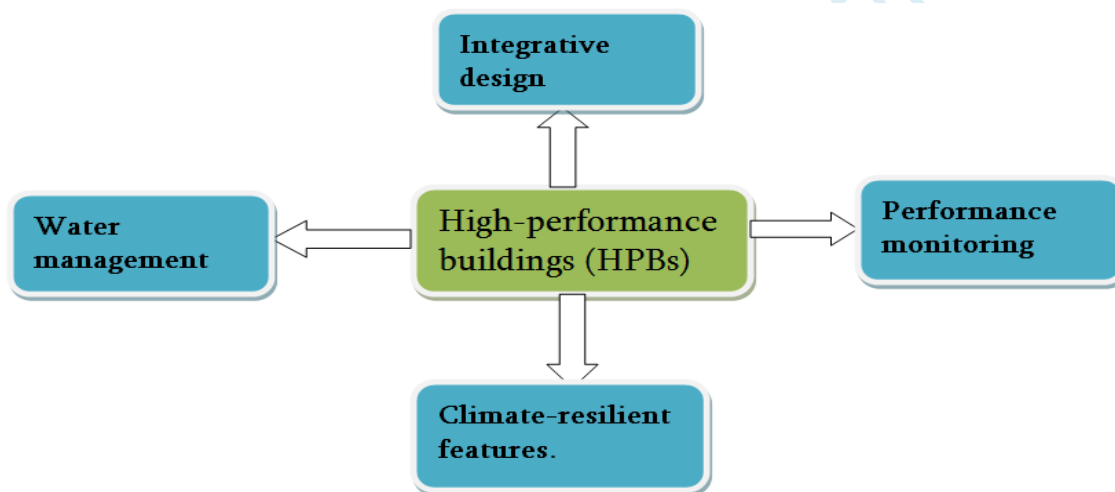 Integrative
design
Water
management
High-performance
buildings (HPBs)
Performance
monitoring
Climate-resilient
features.